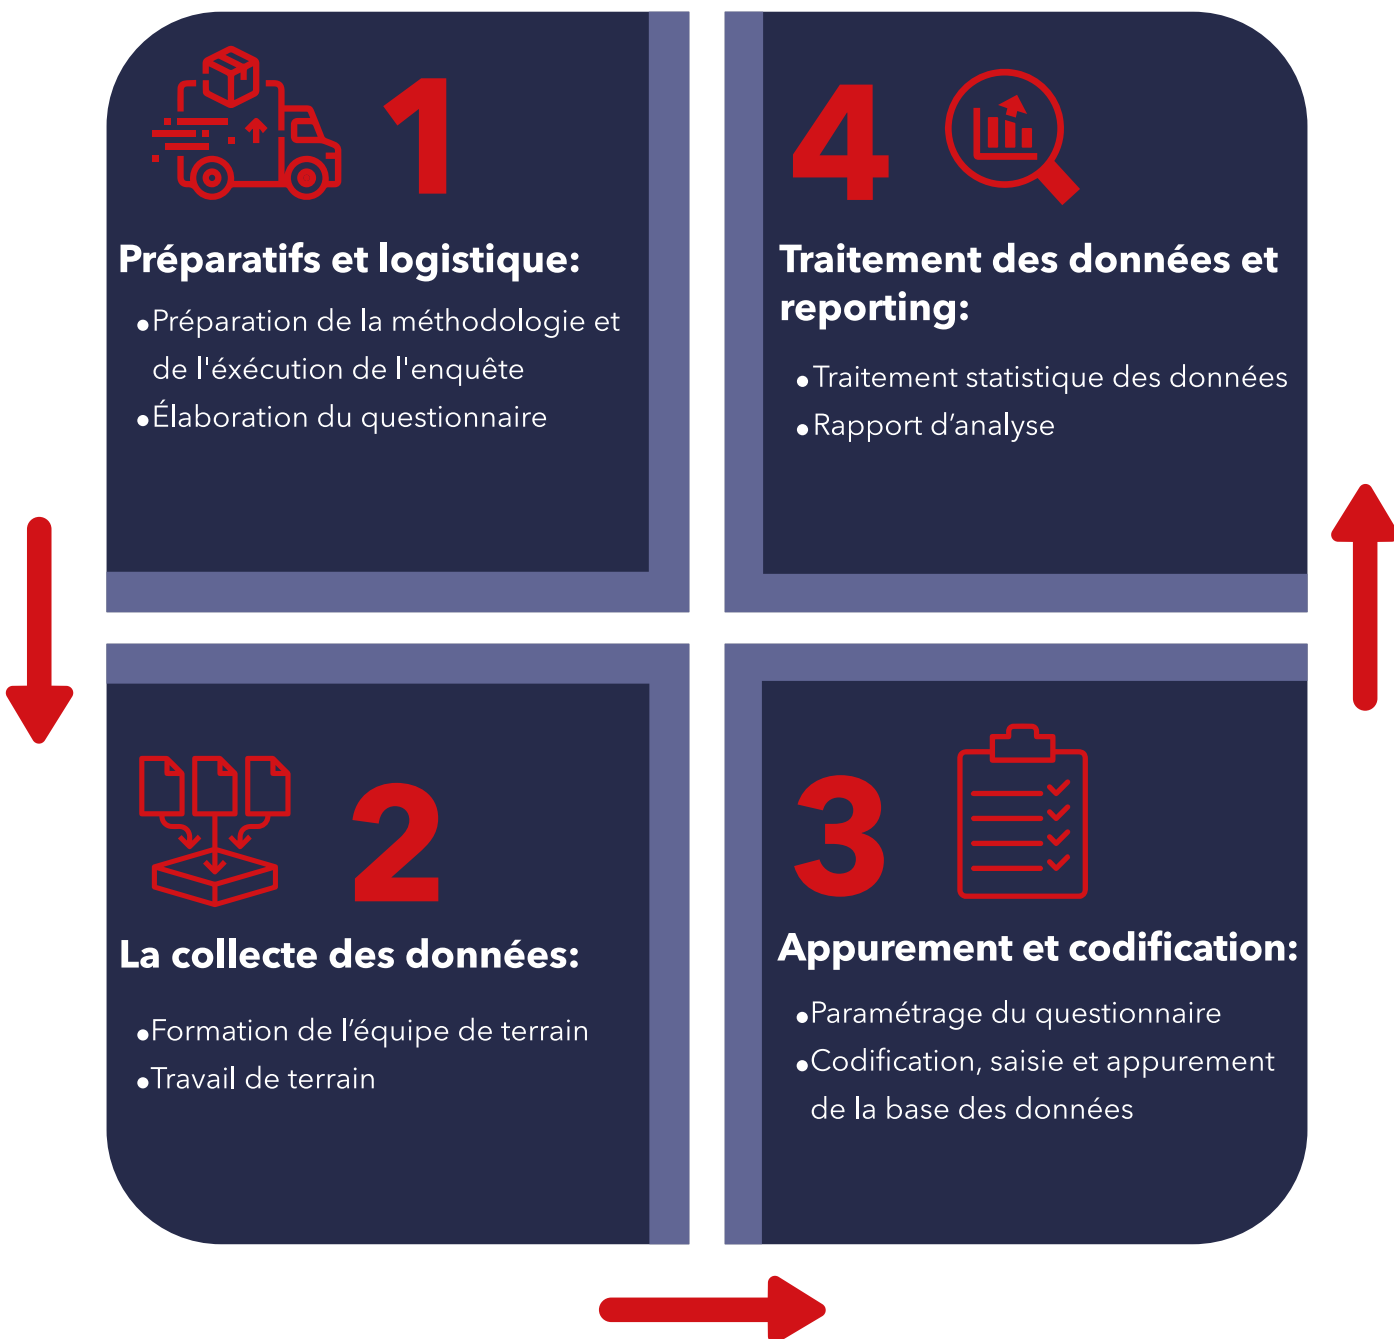 1
Préparatifs et logistique:
•Préparation de la méthodologie et
de l'éxécution de l'enquête
•Élaboration du questionnaire
2
La collecte des données:
•Formation de l’équipe de terrain
•Travail de terrain
3
Appurement et codification:
•Paramétrage du questionnaire
•Codification, saisie et appurement
de la base des données
4
Traitement des données et
reporting:
•Traitement statistique des données
•Rapport d’analyse